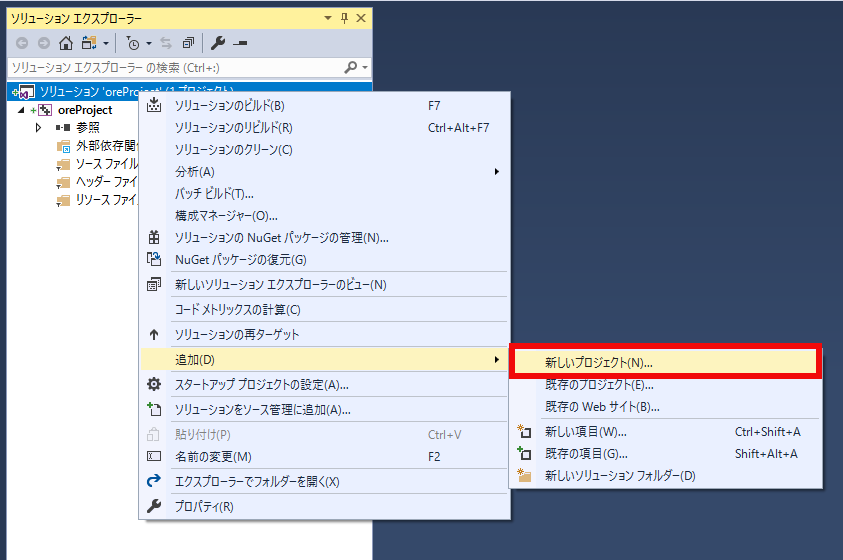 ソリューション エクスプローラー
ソリューション エクスプローラー の検索 (Ctrl+:)
ソリューション 'oreProject' (1 プロジェクト)
oreProject
参照
外部依存関
ソース ファイル
ヘッダー ファイ
リソース ファイ
ソリューションのビルド(B) F7
ソリューションのリビルド(R) Ctrl+Alt+F7
ソリューションのクリーン(C)
分析(A)
バッチ ビルド(T)...
構成マネージャー(O)...
ソリューションの NuGet パッケージの管理(N)...
NuGet パッケージの復元(G)
新しいソリューション エクスプローラーのビュー(N)
コード メトリックスの計算(C)
ソリューションの再ターゲット
追加(D)
スタートアップ プロジェクトの設定(A)...
ソリューションをソース管理に追加(A)...
貼り付け(P) Ctrl+V
名前の変更(M) F2
エクスプローラーでフォルダーを開く(X)
プロパティ(R)
新しいプロジェクト(N)...
既存のプロジェクト(E)...
既存の Web サイト(B)...
新しい項目(W)... Ctrl+Shift+A
既存の項目(G)... Shift+Alt+A
新しいソリューション フォルダー(D)